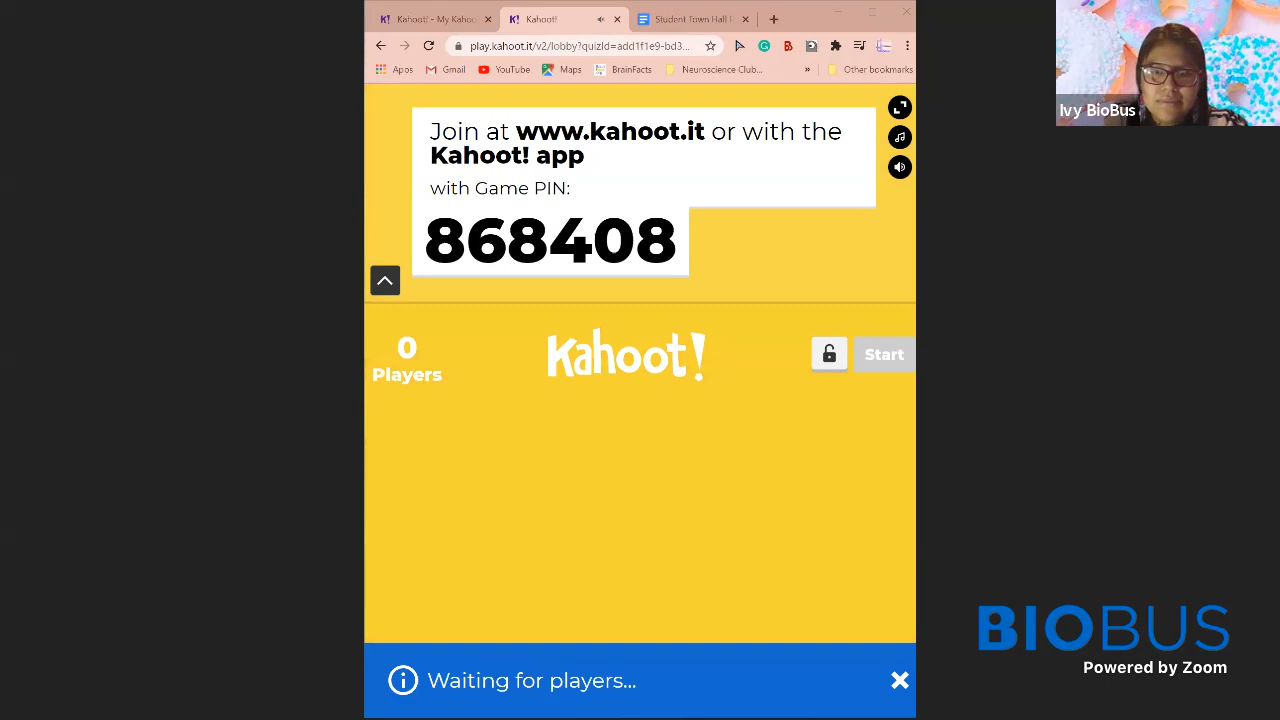 Kahoot! - My Kahoo
Kahoot!
Student Town Hall
play.kahoot.it/v2/lobby?quizId=add1f1e9-bd3...
Apps
Gmail
YouTube
Maps
BrainFacts
Neuroscience Club...
»
Other bookmarks
Ivy BioBus
Join at www.kahoot.it or with the
Kahoot! app
with Game PIN:
868408
0
Players
Kahoot!
Start
Waiting for players...
BIOBUS
Powered by Zoom